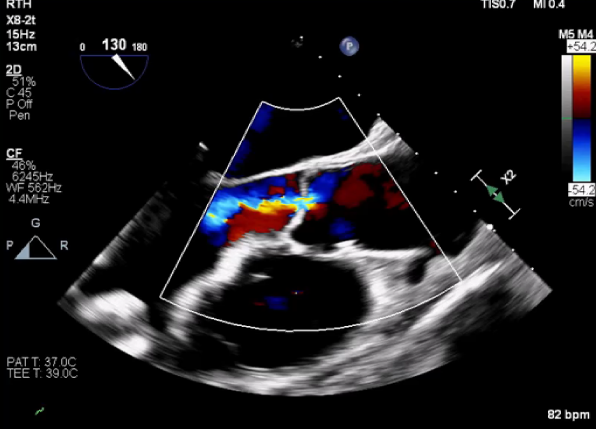 RTH
X8-2t
15Hz
13cm
2D
51%
C 45
P Off
Pen
CF
46%
6245Hz
WF 562Hz
4.4MHz
0 130 180
P
TIS0.7 MI 0.4
M5 M4
+54.2
-54.2
cm/s
X2
G
P R
PAT T: 37.0C
TEE T: 39.0C
82 bpm